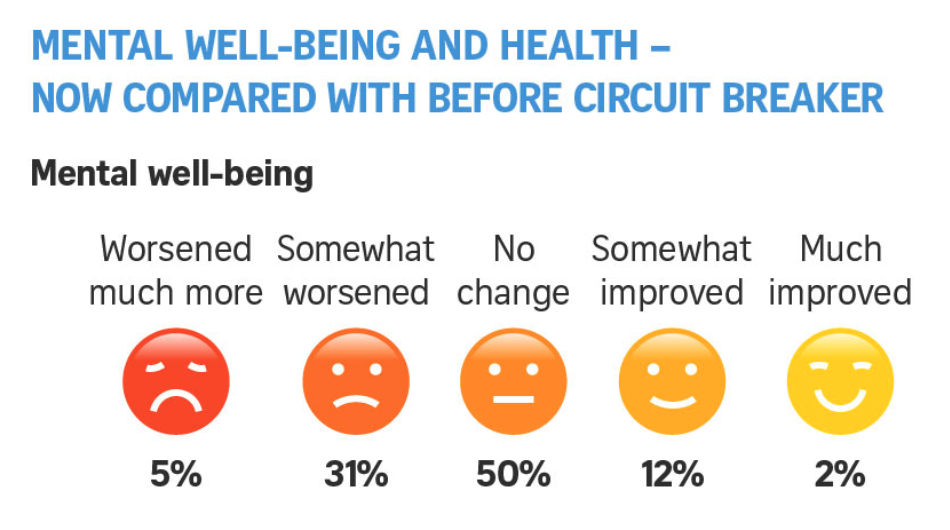 MENTAL WELL-BEING AND HEALTH –
NOW COMPARED WITH BEFORE CIRCUIT BREAKER
Mental well-being
Worsened much more
Somewhat worsened
No change
Somewhat improved
Much improved
5% 31% 50% 12% 2%